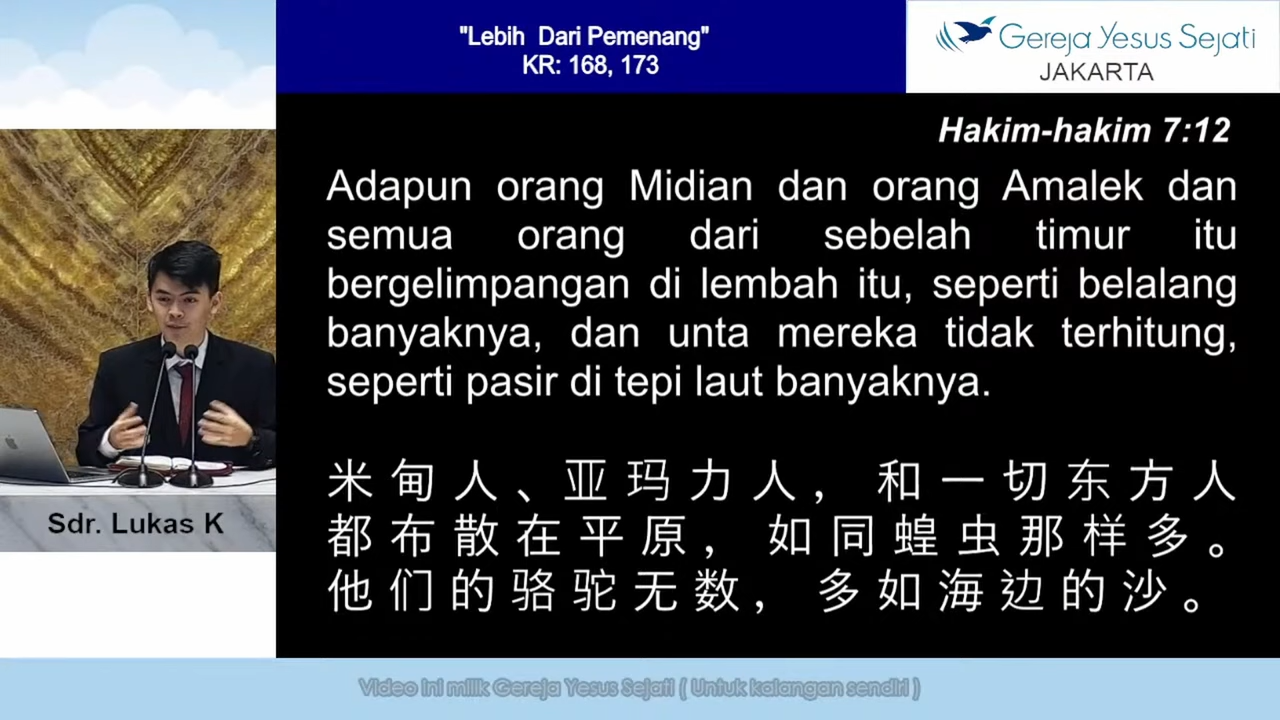 "Lebih Dari Pemenang"
KR: 168, 173
Gereja Yesus Sejati
JAKARTA
Hakim-hakim 7:12
Adapun orang Midian dan orang Amalek dan
semua orang dari sebelah timur itu
bergelimpangan di lembah itu, seperti belalang
banyaknya, dan unta mereka tidak terhitung,
seperti pasir di tepi laut banyaknya.
米甸人、亚玛力人，和一切东方人
都布散在平原，如同蝗虫那样多。
他们的骆驼无数，多如海边的沙。
Sdr. Lukas K
Video ini milik Gereja Yesus Sejati ( Untuk kalangan sendiri )